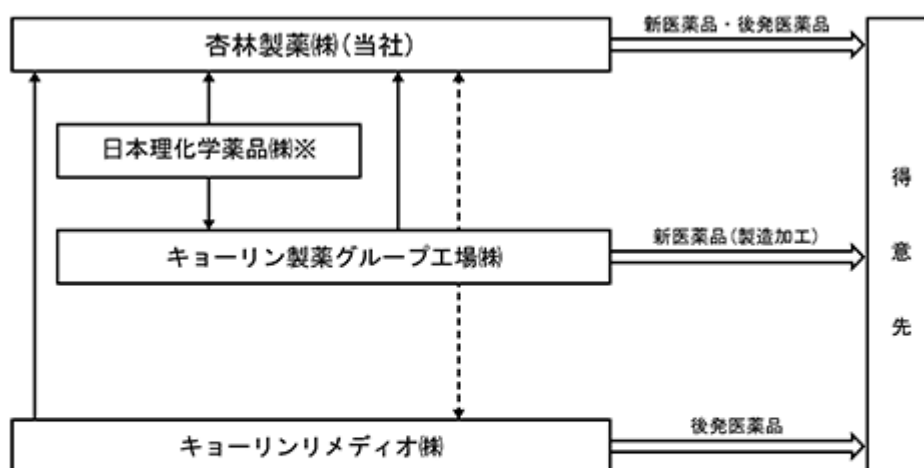 杏林製薬㈱(当社)
新医薬品・後発医薬品
日本理化学薬品㈱※
キョーリン製薬グループ工場㈱
新医薬品(製造加工)
キョーリンリメディオ㈱
後発医薬品
得意先